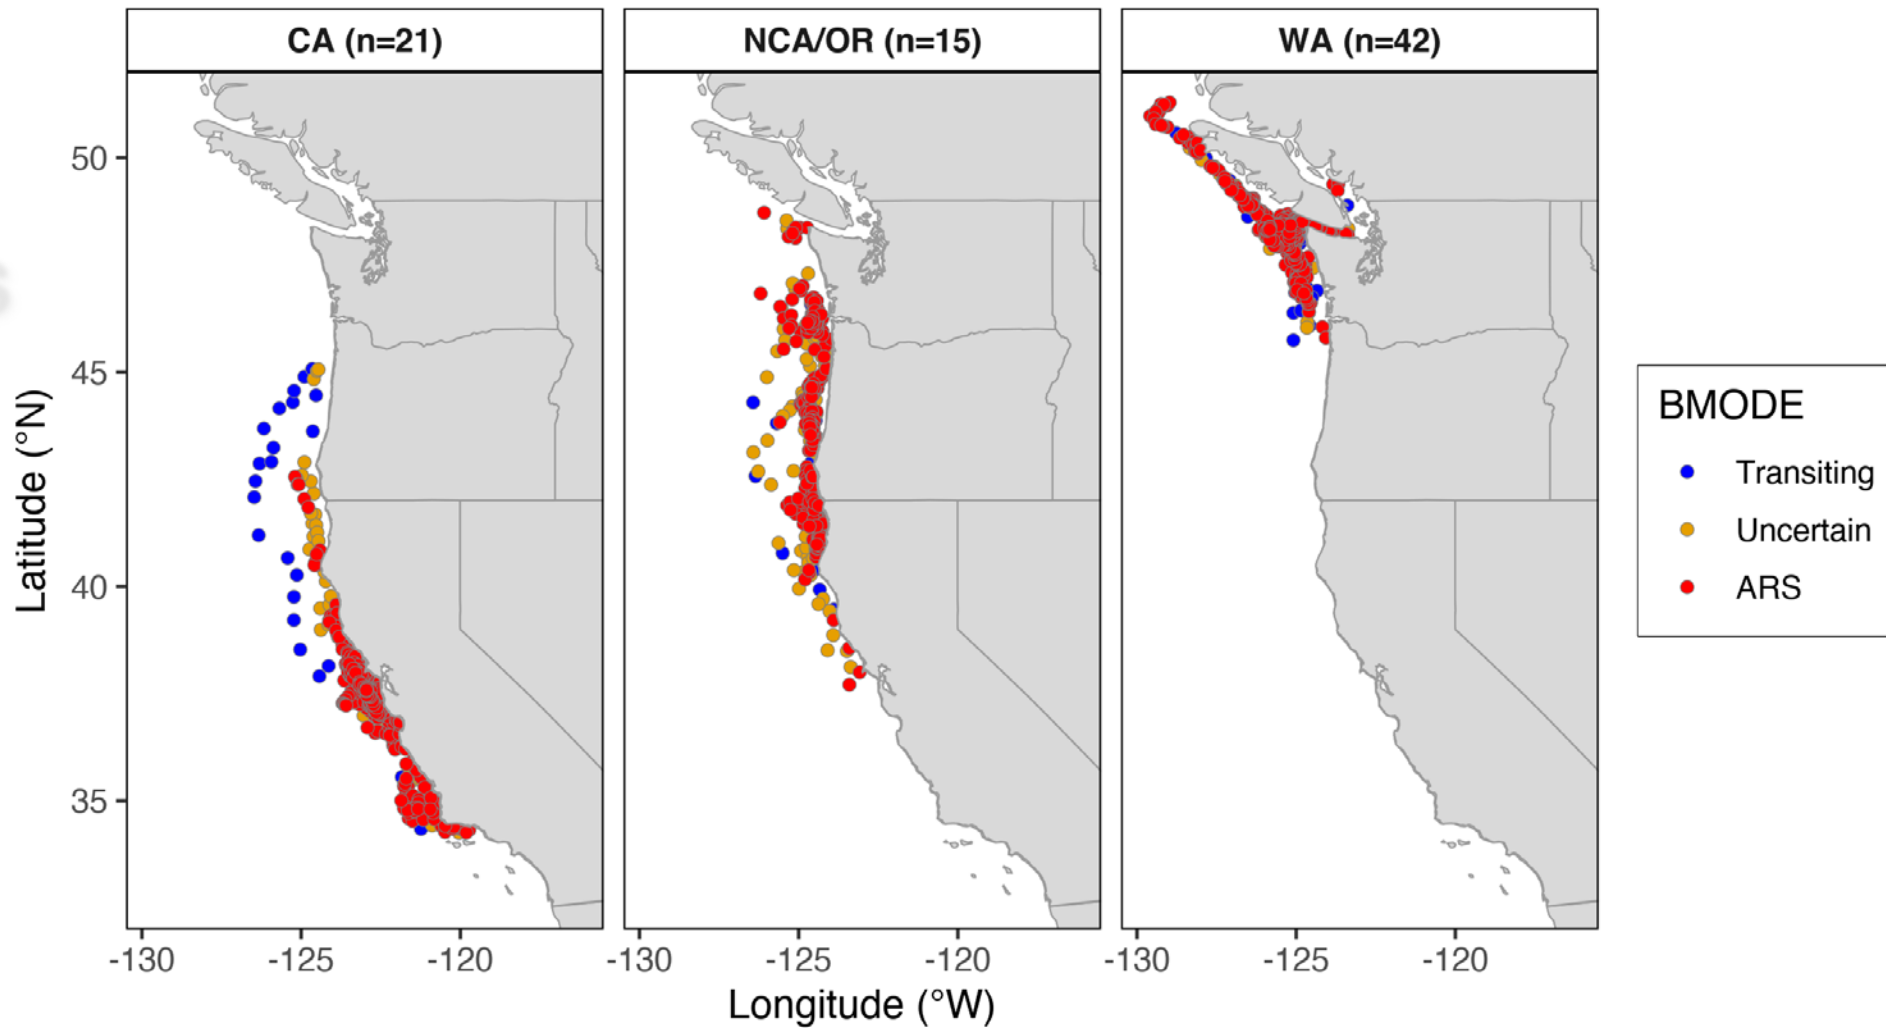 CA (n=21)
NCA/OR (n=15)
WA (n=42)
50
45
40
35
Latitude (°N)
-130
-125
-120
-130
-125
-120
-130
-125
-120
Longitude (°W)
BMODE
Transiting
Uncertain
ARS